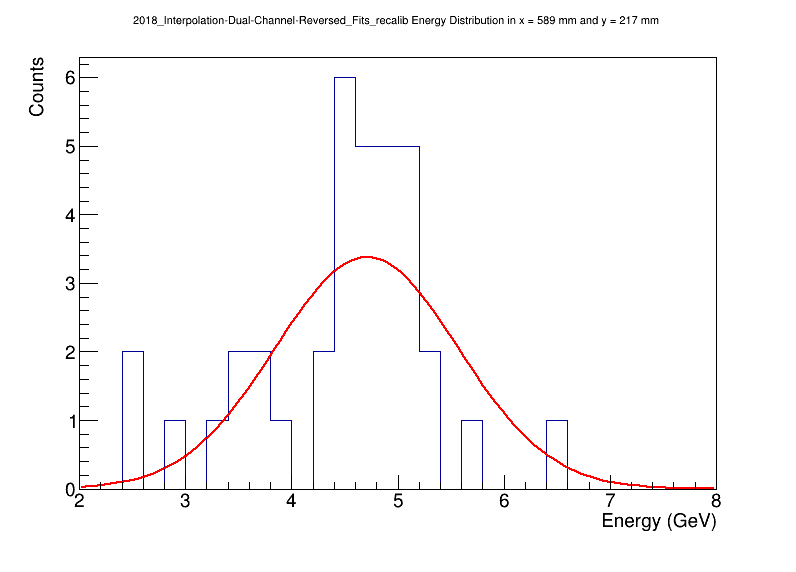 2018_Interpolation-Dual-Channel-Reversed_Fits_recalib Energy Distribution in x = 589 mm and y = 217 mm
Counts
6
5
4
3
2
1
0
2 3 4 5 6 7 8
Energy (GeV)